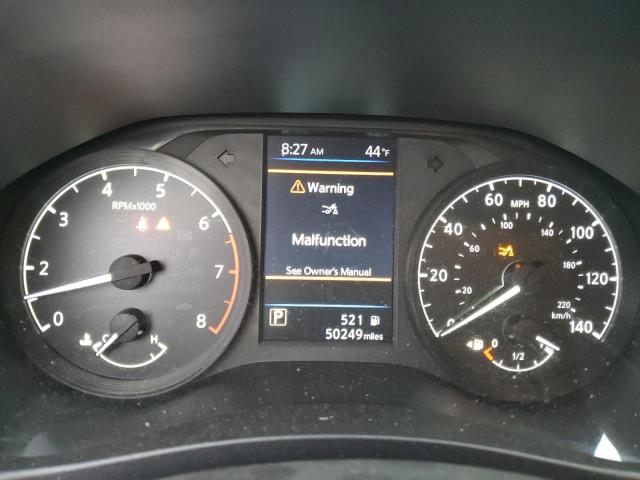 8:27 AM 44°F
Warning
Malfunction
See Owner's Manual
P 521
50249 miles
RPMx1000
0 2 3 4 5 6 7 8
C H
MPH
0 20 40 60 80 100 120 140
20 60 100 140 180 220
km/h
0 1/2